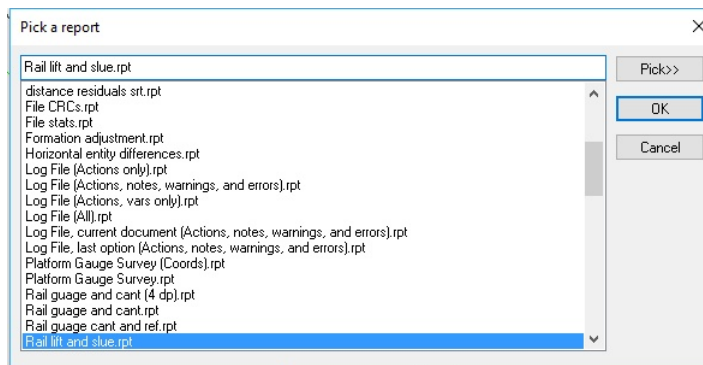 Pick a report
Rail lift and slue.rpt
Pick>>
distance residuals srt.rpt
File CRCs.rpt
OK
File stats.rpt
Formation adjustment.rpt
Horizontal entity differences.rpt
Cancel
Log File (Actions only).rpt
Log File (Actions, notes, warnings, and errors).rpt
Log File (Actions, vars only).rpt
Log File (All).rpt
Log File, current document (Actions, notes, warnings, and errors).rpt
Log File, last option (Actions, notes, warnings, and errors).rpt
Platform Gauge Survey (Coords).rpt
Platform Gauge Survey.rpt
Rail guage and cant (4 dp).rpt
Rail guage and cant.rpt
Rail guage cant and ref.rpt
Rail lift and slue.rpt